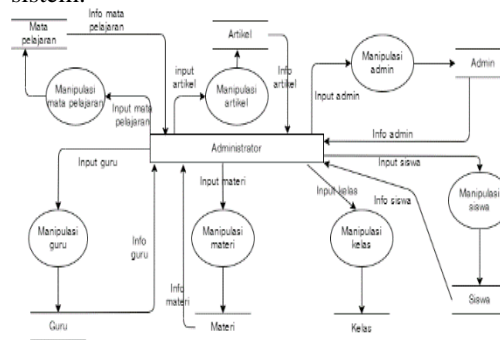 sistem.
Mata
pelajaran
Info mata
pelajaran
Artikel
Manipulasi
admin
Admin
Manipulasi
mata pelajaran
input
artikel
Manipulasi
artikel
Info
artikel
Input admin
Input mata
pelajaran
Info admin
Administrator
Input guru
Input siswa
Input materi
Input kelas
Info siswa
Manipulasi
siswa
Manipulasi
guru
Info
guru
Manipulasi
materi
Manipulasi
kelas
Info
materi
Guru
Materi
Kelas
Siswa